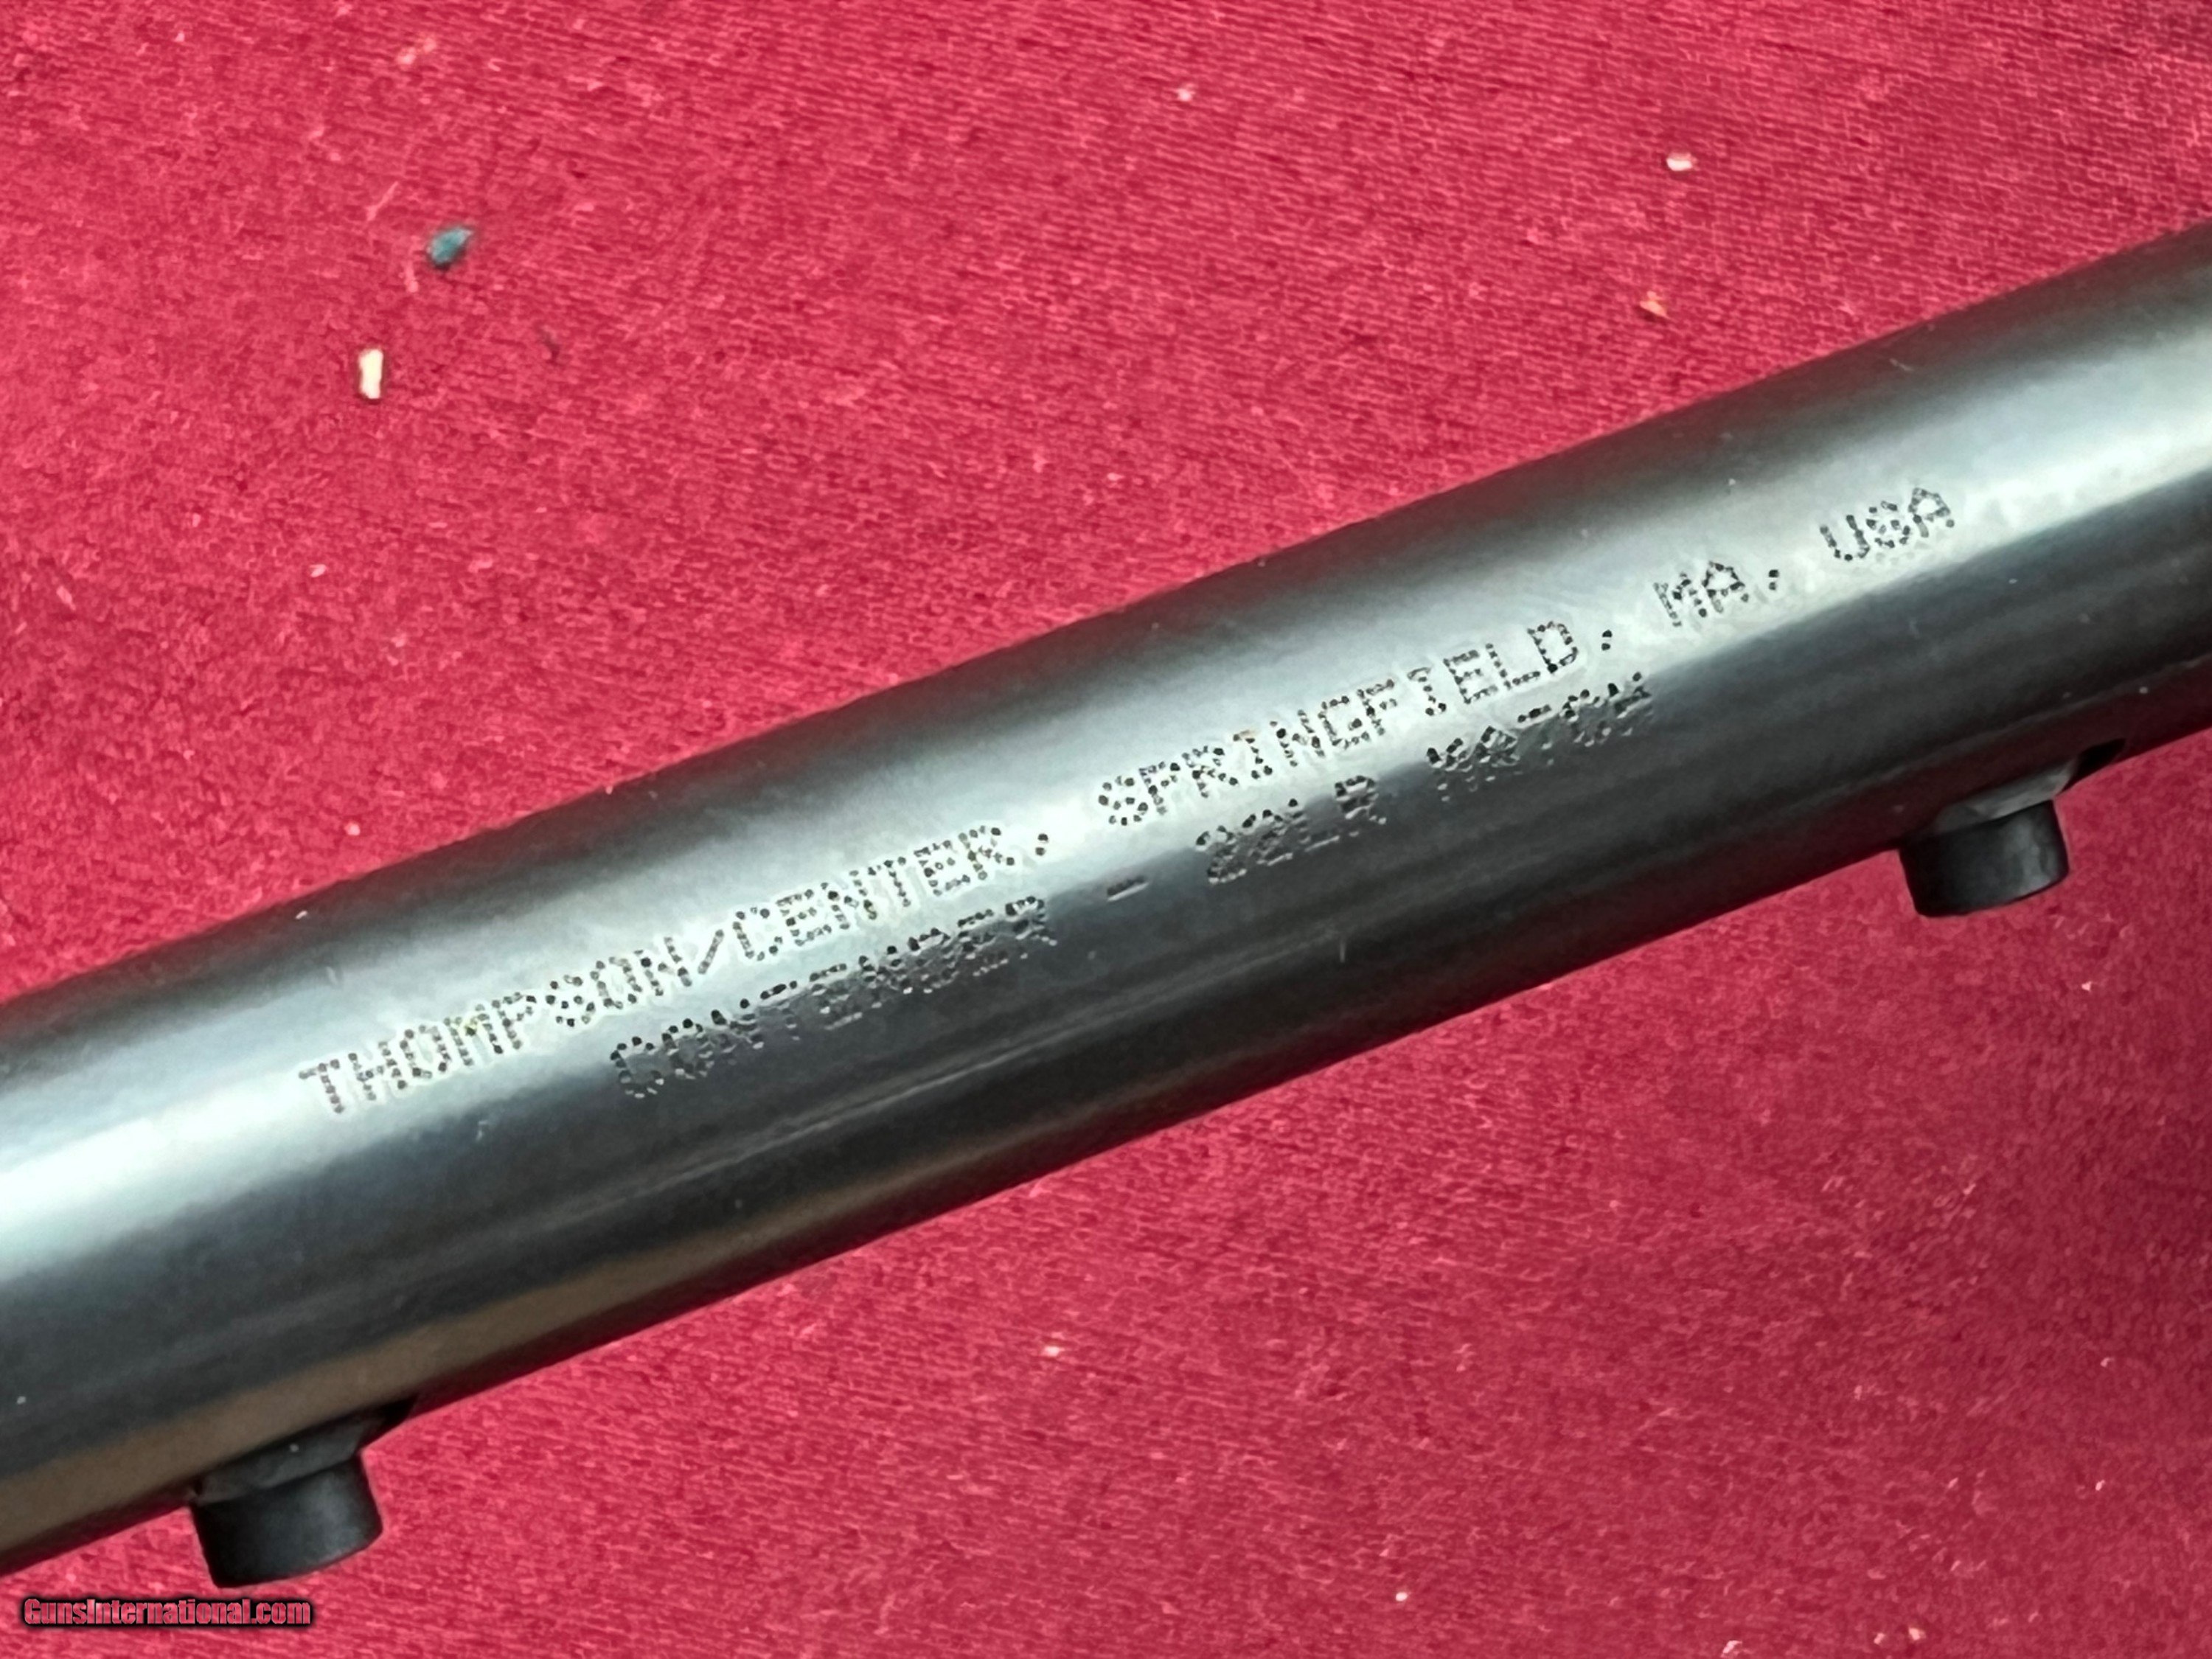 THOMPSON/CENTER, SPRINGFIELD, MA, USA
CONTENDER - 22LR MATCH
GunsInternational.com